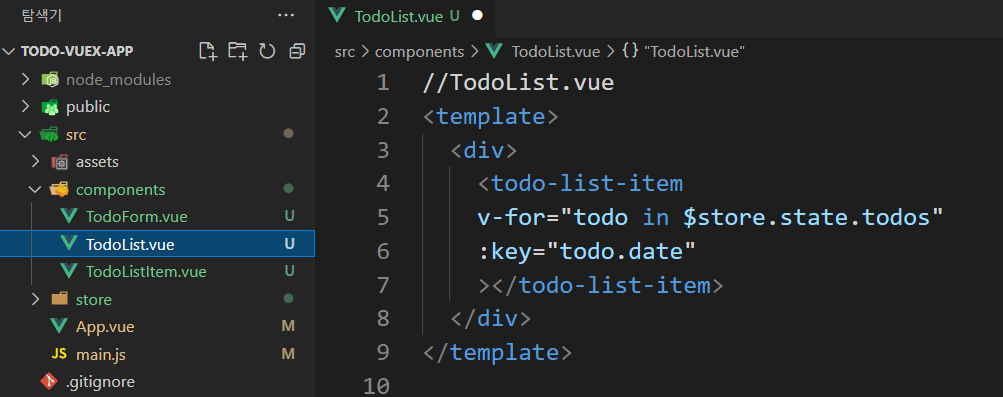 탐색기 ...
TODO-VUEX-APP
node_modules
public
src
assets
components
TodoForm.vue U
TodoList.vue U
TodoListItem.vue U
store
App.vue M
JS main.js M
.gitignore
TodoList.vue U
src > components > TodoList.vue > {} "TodoList.vue"
1 //TodoList.vue
2 <template>
3 <div>
4 <todo-list-item
5 v-for="todo in $store.state.todos"
6 :key="todo.date"
7 ></todo-list-item>
8 </div>
9 </template>
10